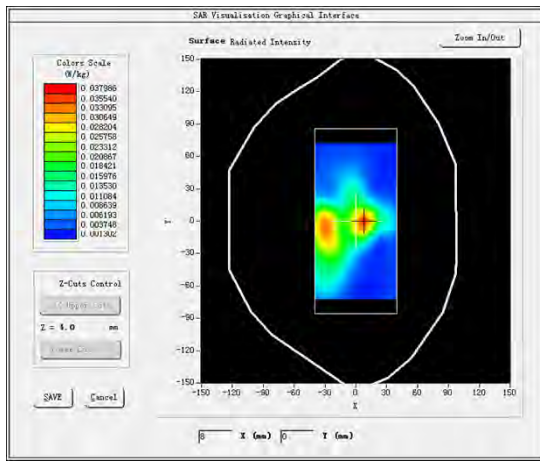 SAR Visualisation Graphical Interface
Surface Radiated Intensity
Zoom In/Out
Colors Scale
(W/kg)
0.037986
0.035540
0.033095
0.030649
0.028204
0.025758
0.023312
0.020867
0.018421
0.015976
0.013530
0.011084
0.008639
0.006193
0.003748
0.001302
150
120
90
60
30
0
-30
-60
-90
-120
-150
Y
-150 -120 -90 -60 -30 0 30 60 90 120 150
X
Z-Cuts Control
Z = 4.0 mm
SAVE
Cancel
8 X (mm) 0 Y (mm)